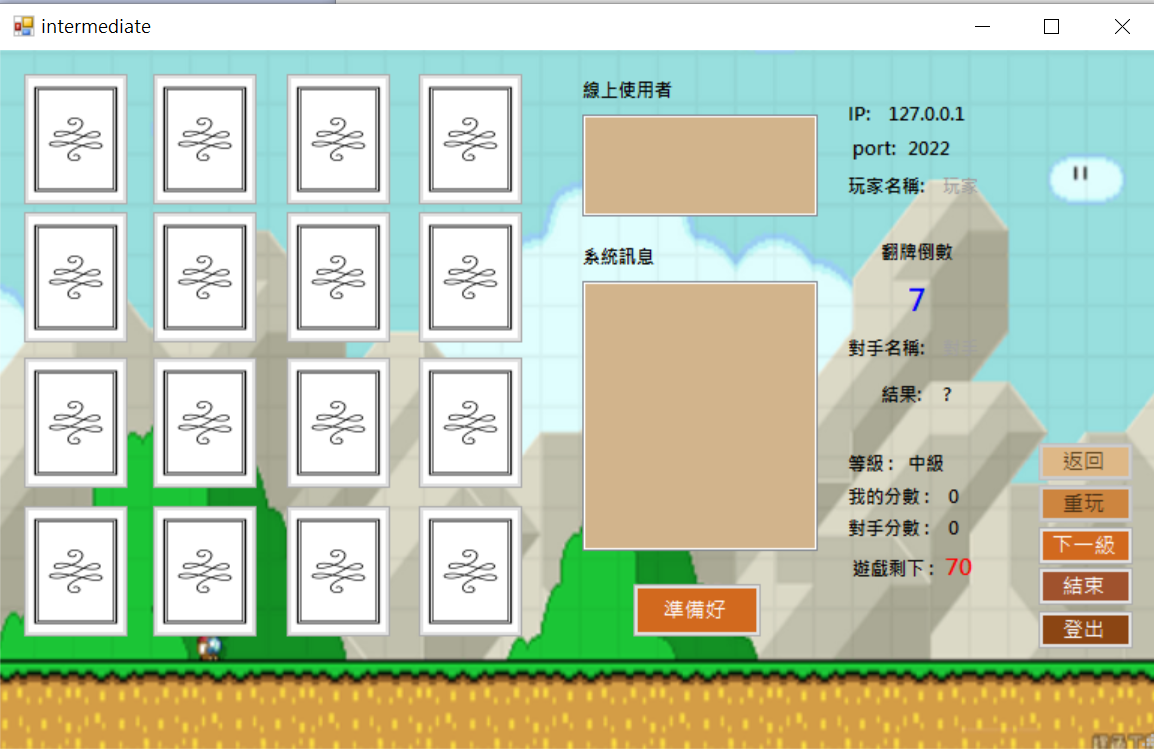 intermediate
線上使用者
系統訊息
準備好
IP: 127.0.0.1
port: 2022
玩家名稱: 玩家
翻牌倒數
7
對手名稱: 對手
結果: ?
等級: 中級
我的分數: 0
對手分數: 0
遊戲剩下: 70
返回
重玩
下一級
結束
登出